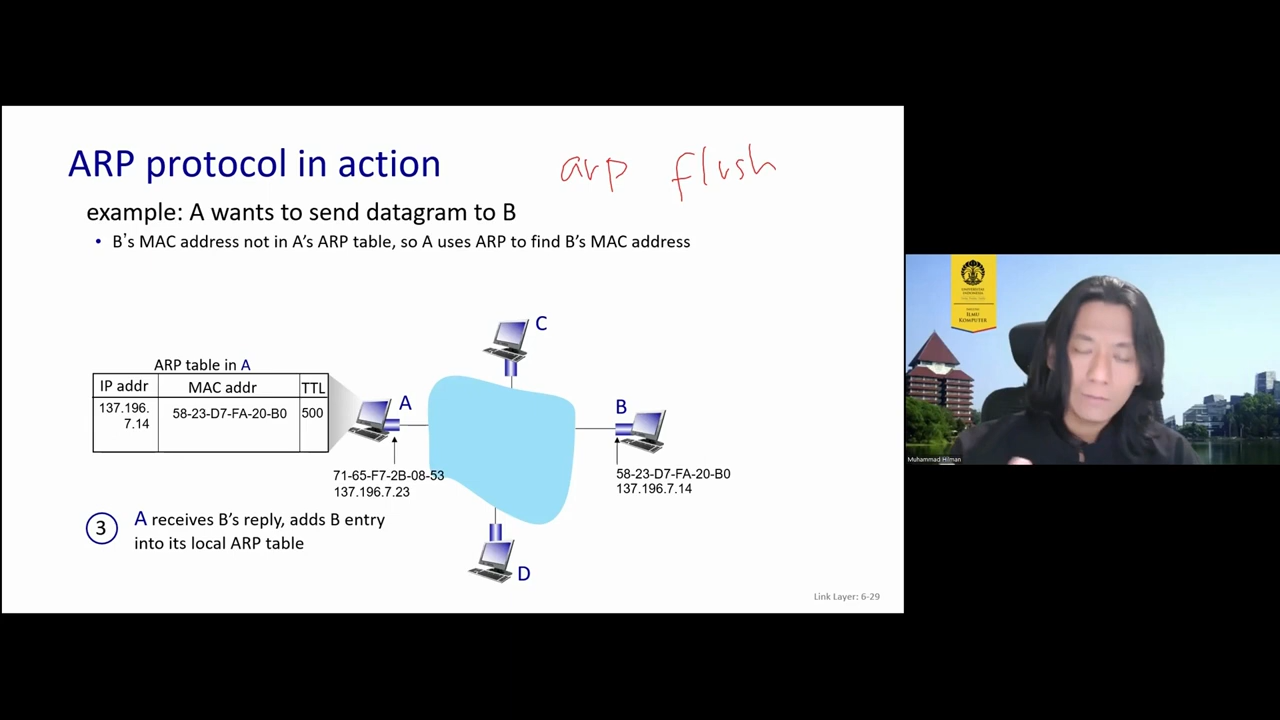 ARP protocol in action
arp flush
example: A wants to send datagram to B
• B's MAC address not in A's ARP table, so A uses ARP to find B's MAC address
C
ARP table in A
IP addr MAC addr TTL
137.196.
7.14
58-23-D7-FA-20-B0
500
A
B
71-65-F7-2B-08-53
137.196.7.23
58-23-D7-FA-20-B0
137.196.7.14
3
A receives B's reply, adds B entry
into its local ARP table
D
Link Layer: 6-29
UNIVERSITAS
INDONESIA
ILMU
KOMPUTER
Muhammad Hilman